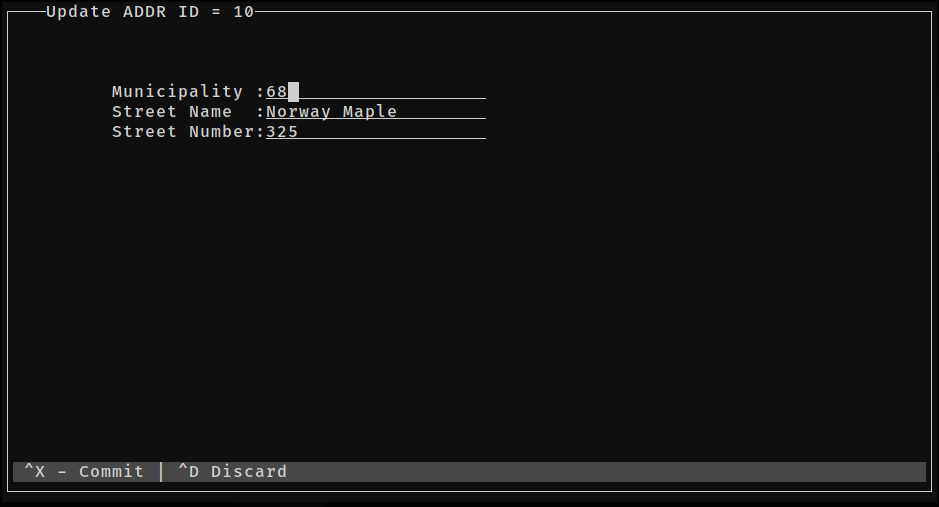 Update ADDR ID = 10
Municipality :68
Street Name  :Norway Maple
Street Number:325
^X – Commit | ^D Discard